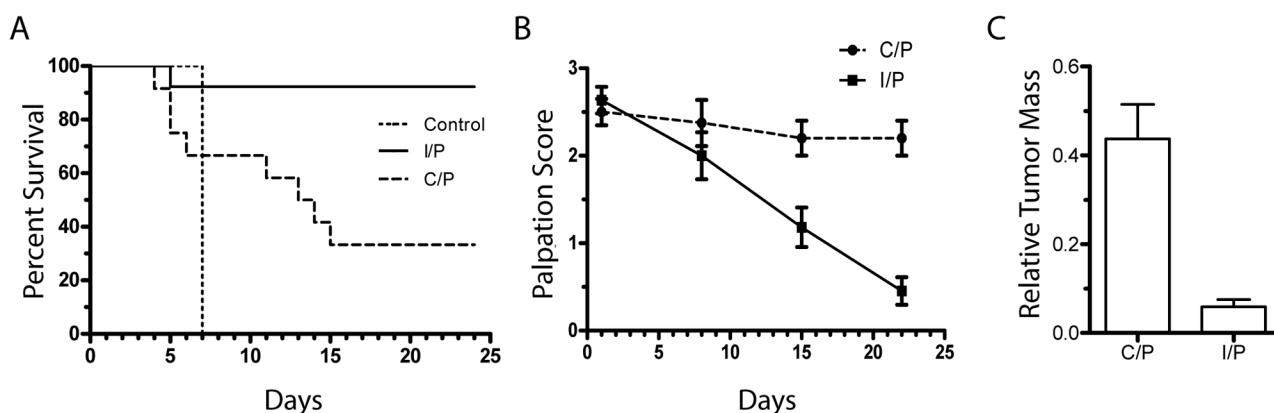 A
Percent Survival
100
80
60
40
20
0
0 5 10 15 20 25
Days
Control
I/P
C/P
B
Palpation Score
3
2
1
0
0 5 10 15 20 25
Days
C/P
I/P
C
Relative Tumor Mass
0.6
0.4
0.2
0.0
C/P I/P